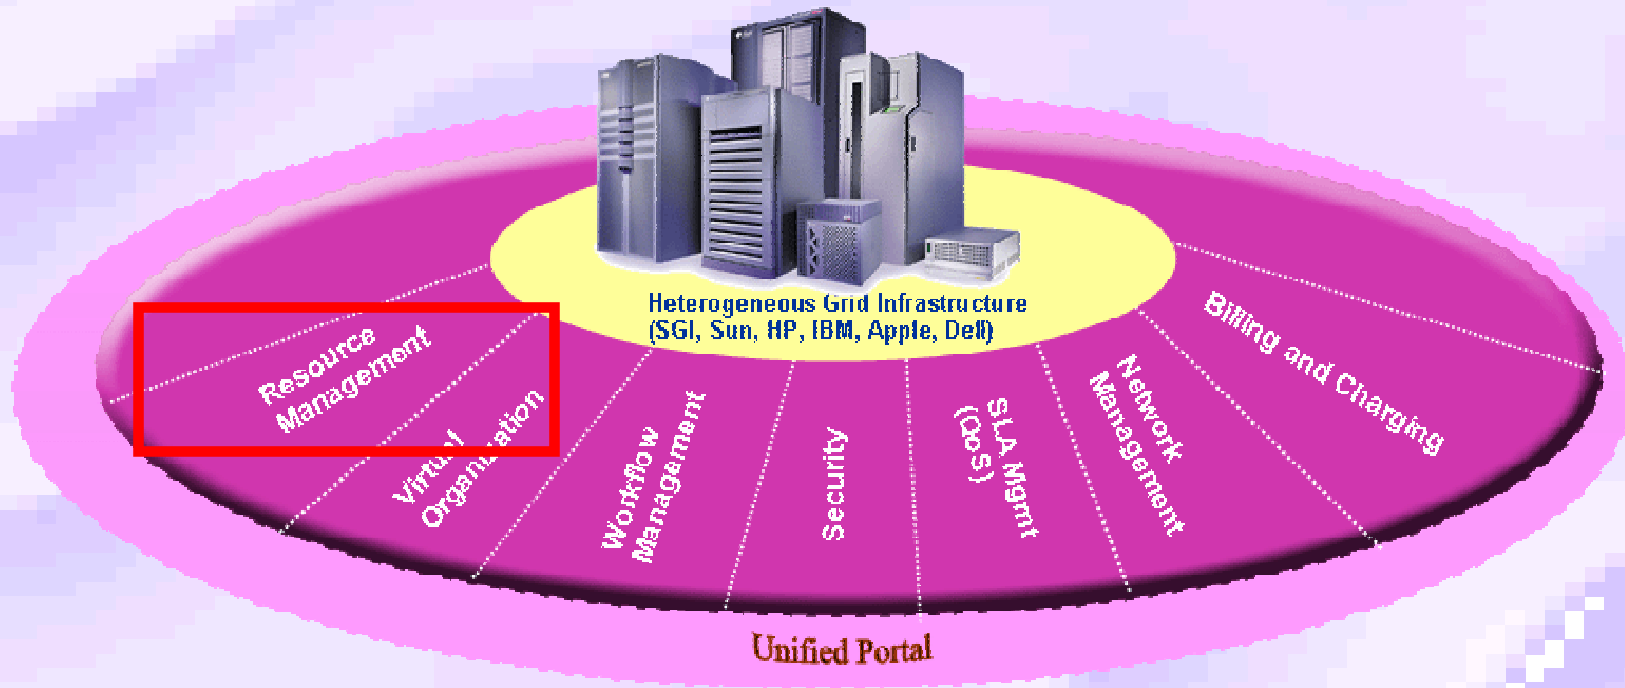 Heterogeneous Grid Infrastructure
(SGI, Sun, HP, IBM, Apple, Dell)
Resource
Management
Virtual
Organization
Workflow
Management
Security
SLA Mgmt
(QoS)
Network
Management
Billing and Charging
Unified Portal